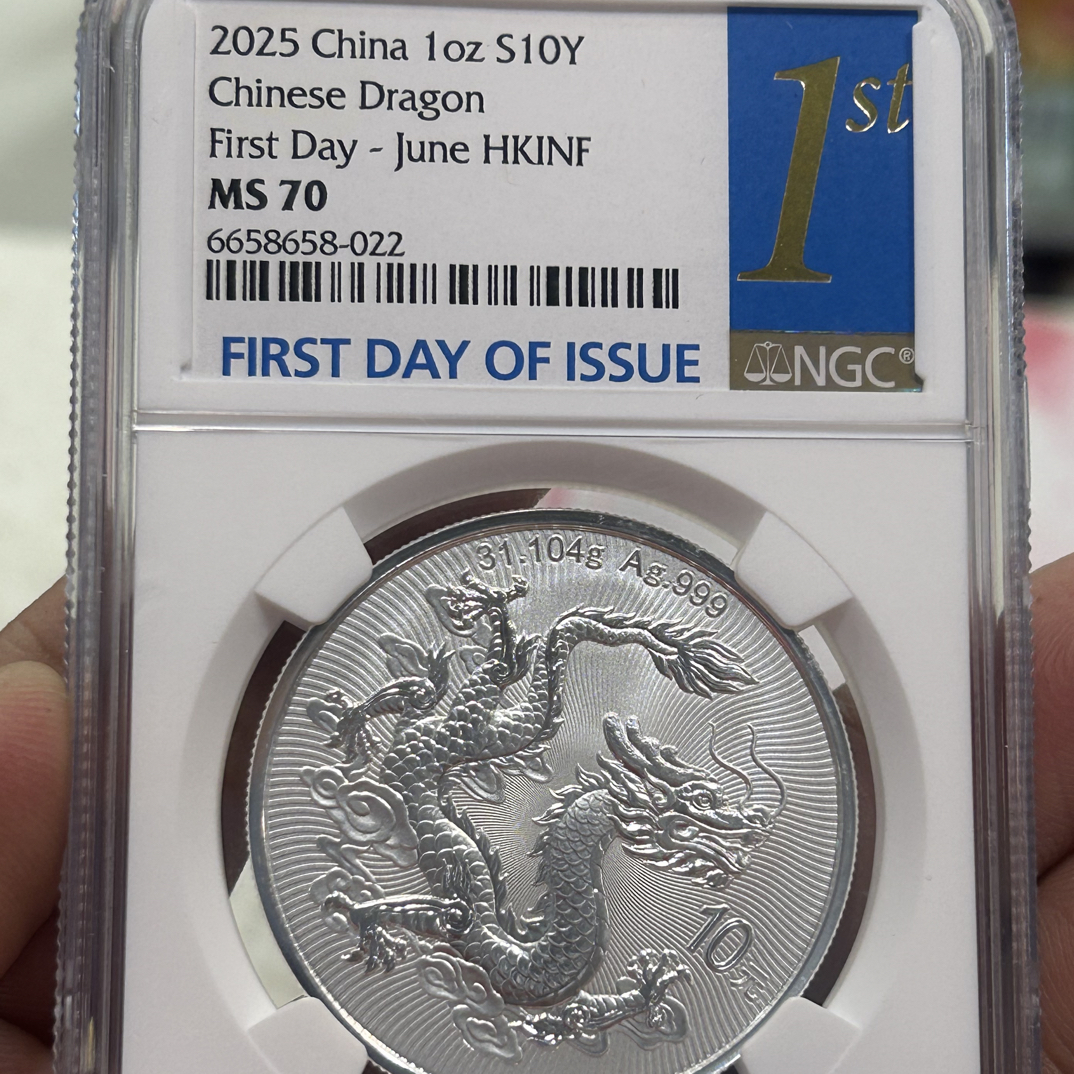 2025 China 1oz S10Y
Chinese Dragon
First Day - June HKINF
MS 70
6658658-022
FIRST DAY OF ISSUE
1st
NGC®
31.104g Ag.999
10元